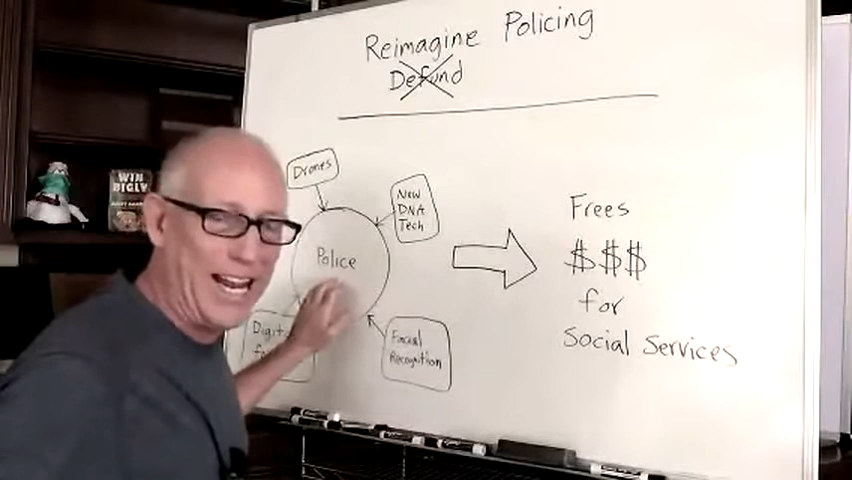 Reimagine Policing
Defund
Drones
New
DNA
Tech
Police
Facial
Recognition
Frees
$$$
for
Social Services
WIN
BIGLY